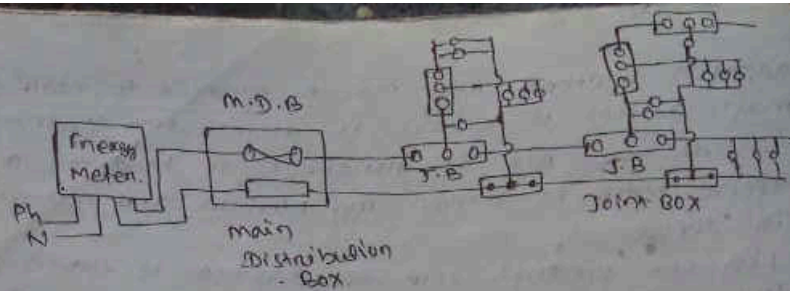 M.D.B
Energy
Meter.
Ph
N
J.B
J.B
Joint Box
Main
Distribution
Box